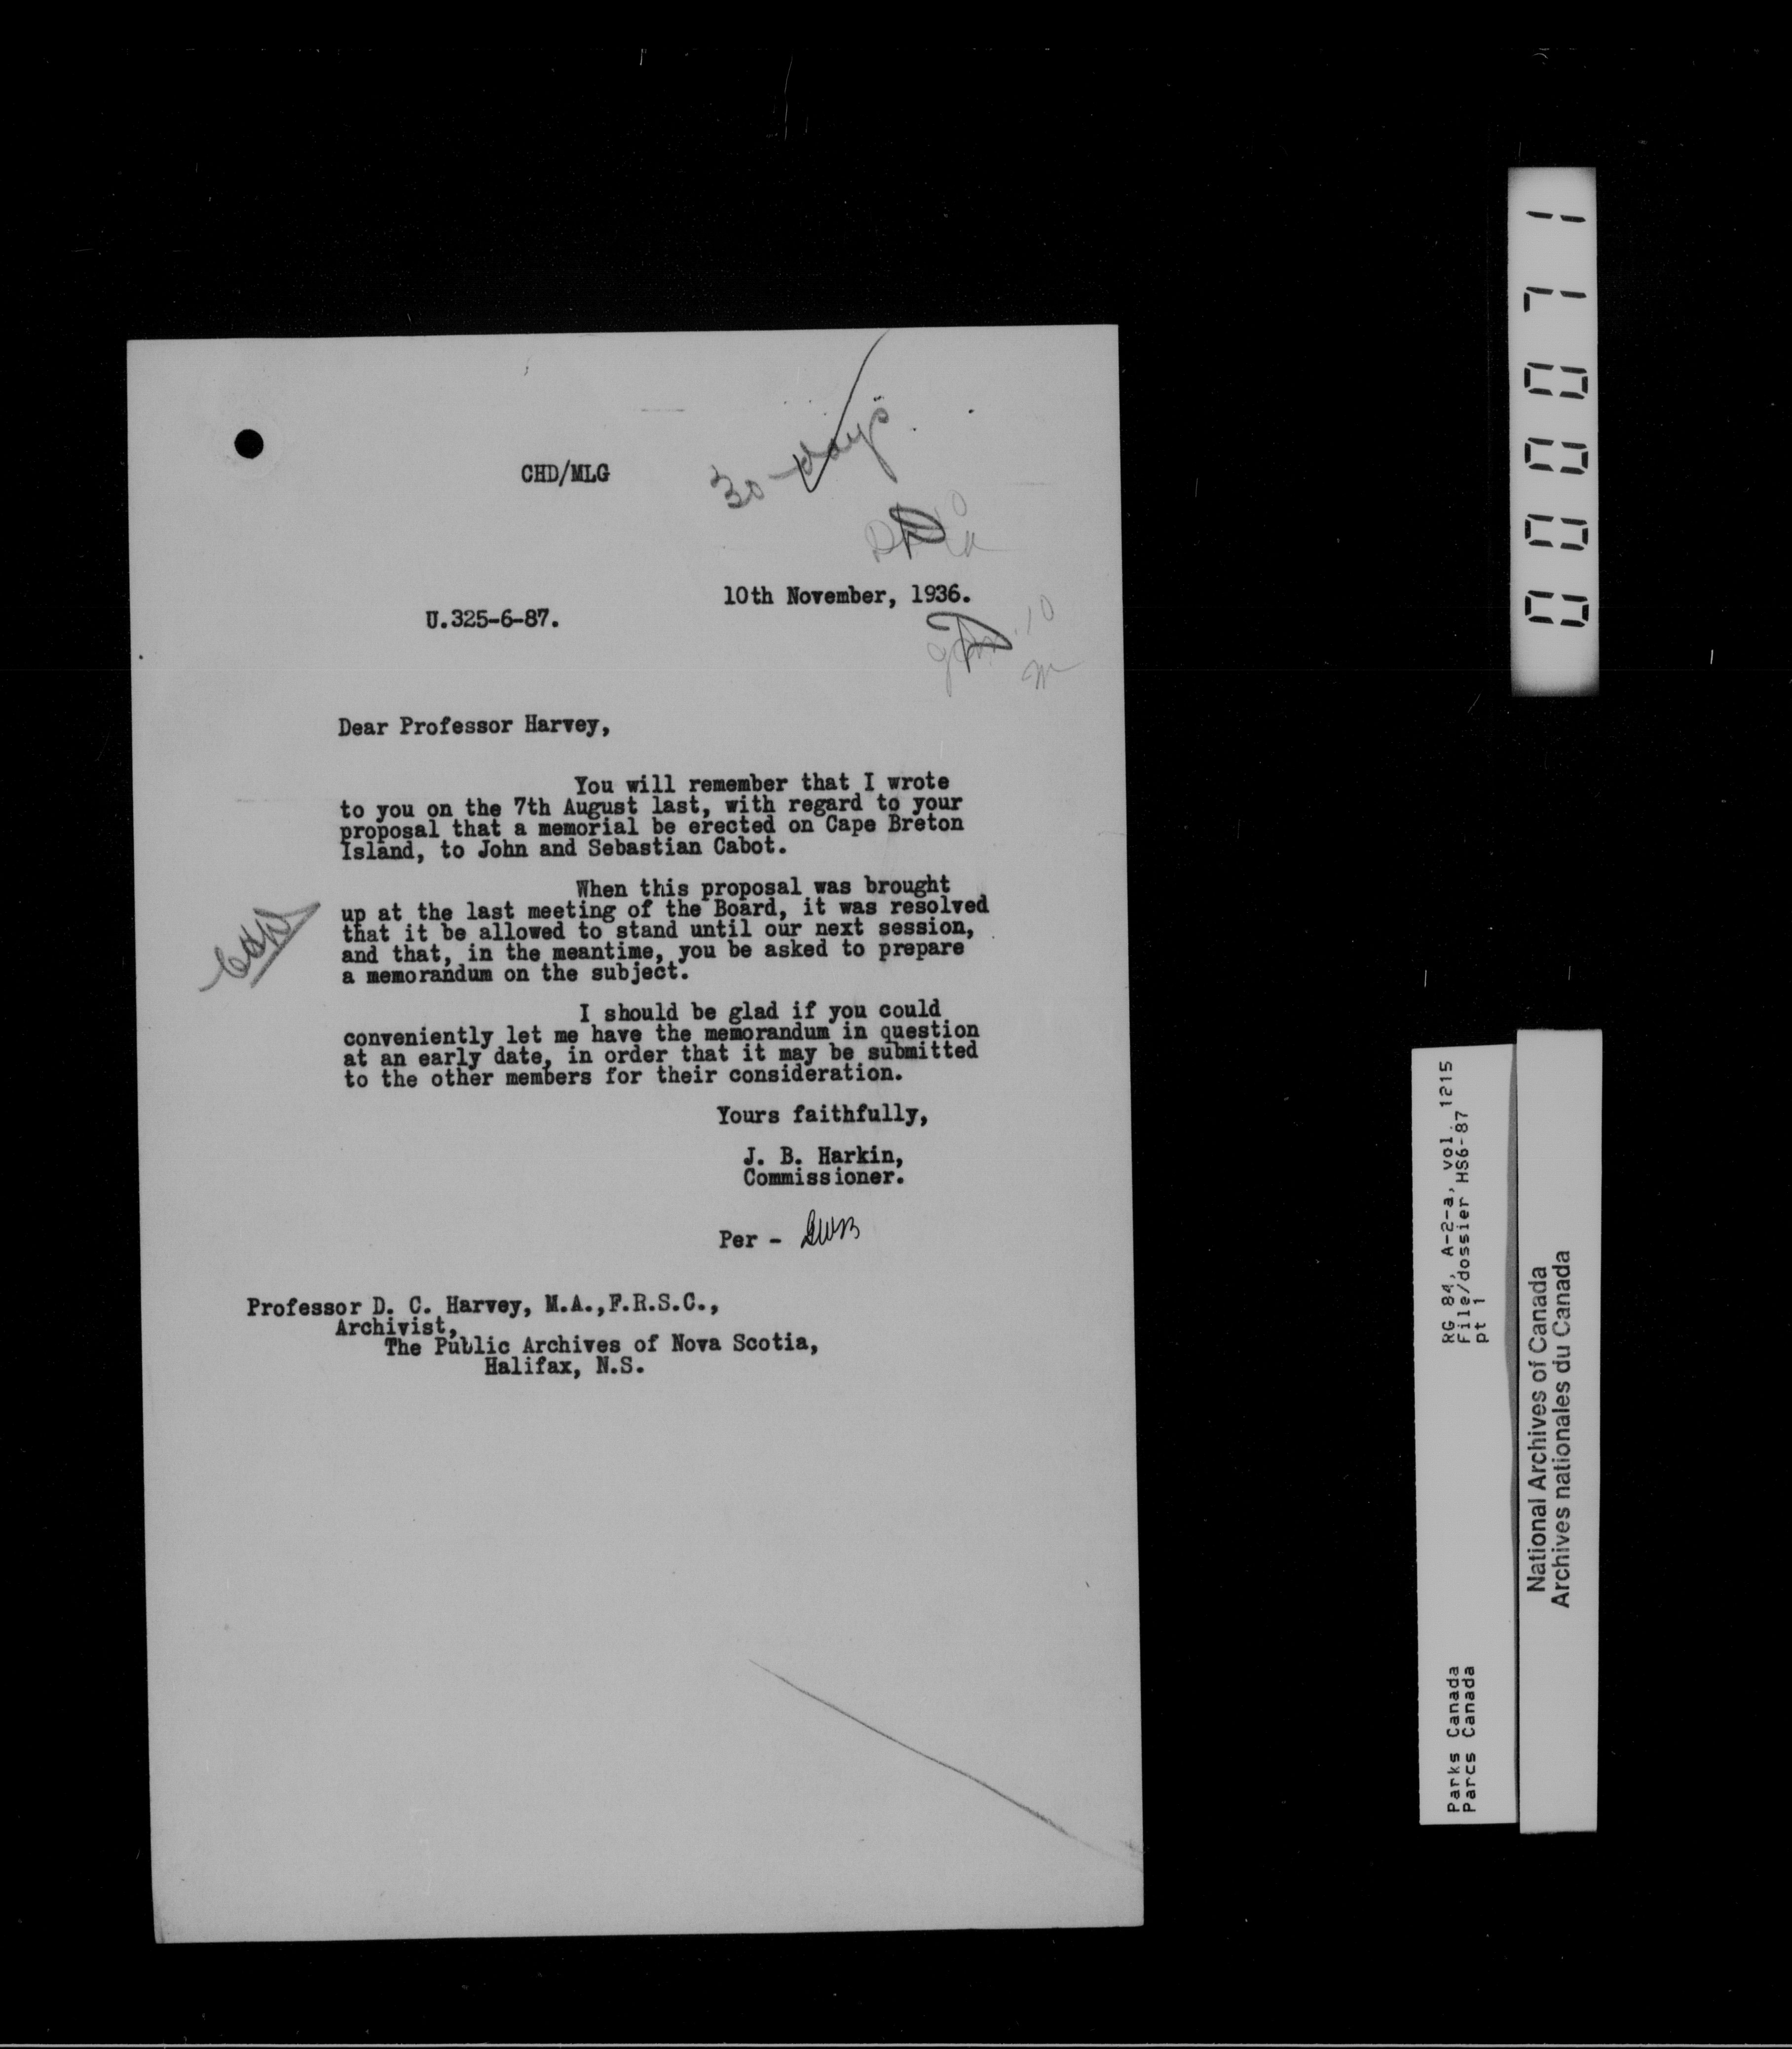 CHD/MLG
30 days
10th November, 1936.
U.325-6-87.
Dear Professor Harvey,
You will remember that I wrote
to you on the 7th August last, with regard to your
proposal that a memorial be erected on Cape Breton
Island, to John and Sebastian Cabot.
When this proposal was brought
up at the last meeting of the Board, it was resolved
that it be allowed to stand until our next session,
and that, in the meantime, you be asked to prepare
a memorandum on the subject.
I should be glad if you could
conveniently let me have the memorandum in question
at an early date, in order that it may be submitted
to the other members for their consideration.
Yours faithfully,
J. B. Harkin,
Commissioner.
Per -
Professor D. C. Harvey, M.A.,F.R.S.C.,
Archivist,
The Public Archives of Nova Scotia,
Halifax, N.S.
000071
RG 84, A-2-a, vol. 1215
File/dossier HS6-87
pt 1
Parks Canada
Parcs Canada
National Archives of Canada
Archives nationales du Canada